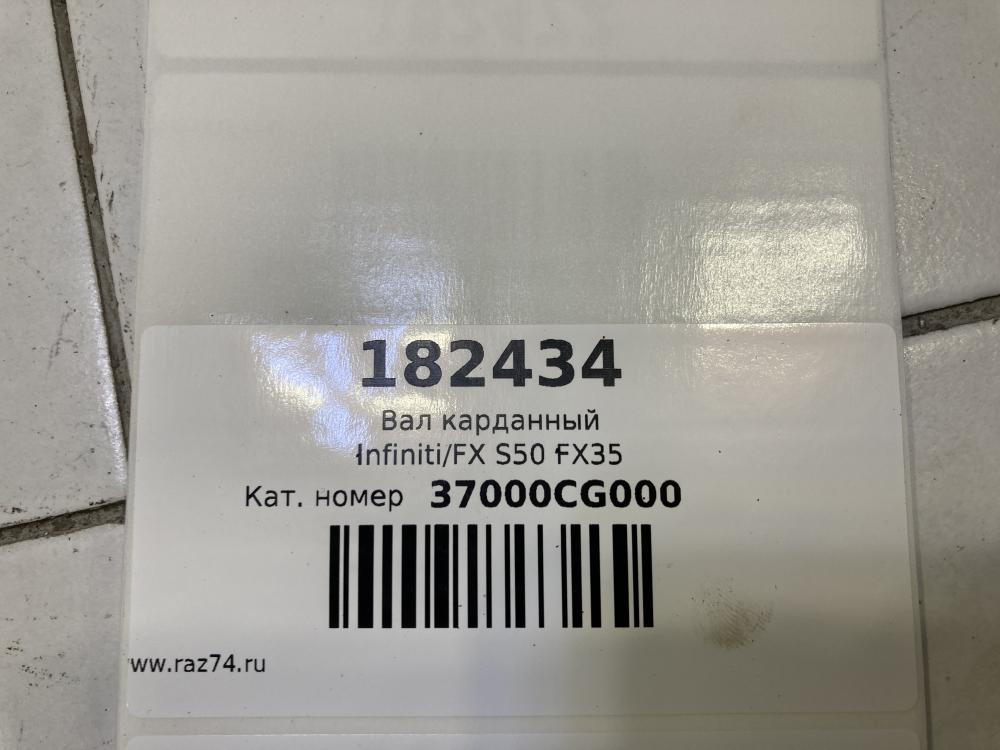 182434
Вал карданный
Infiniti/FX S50 FX35
Кат. номер 37000CG000
www.raz74.ru